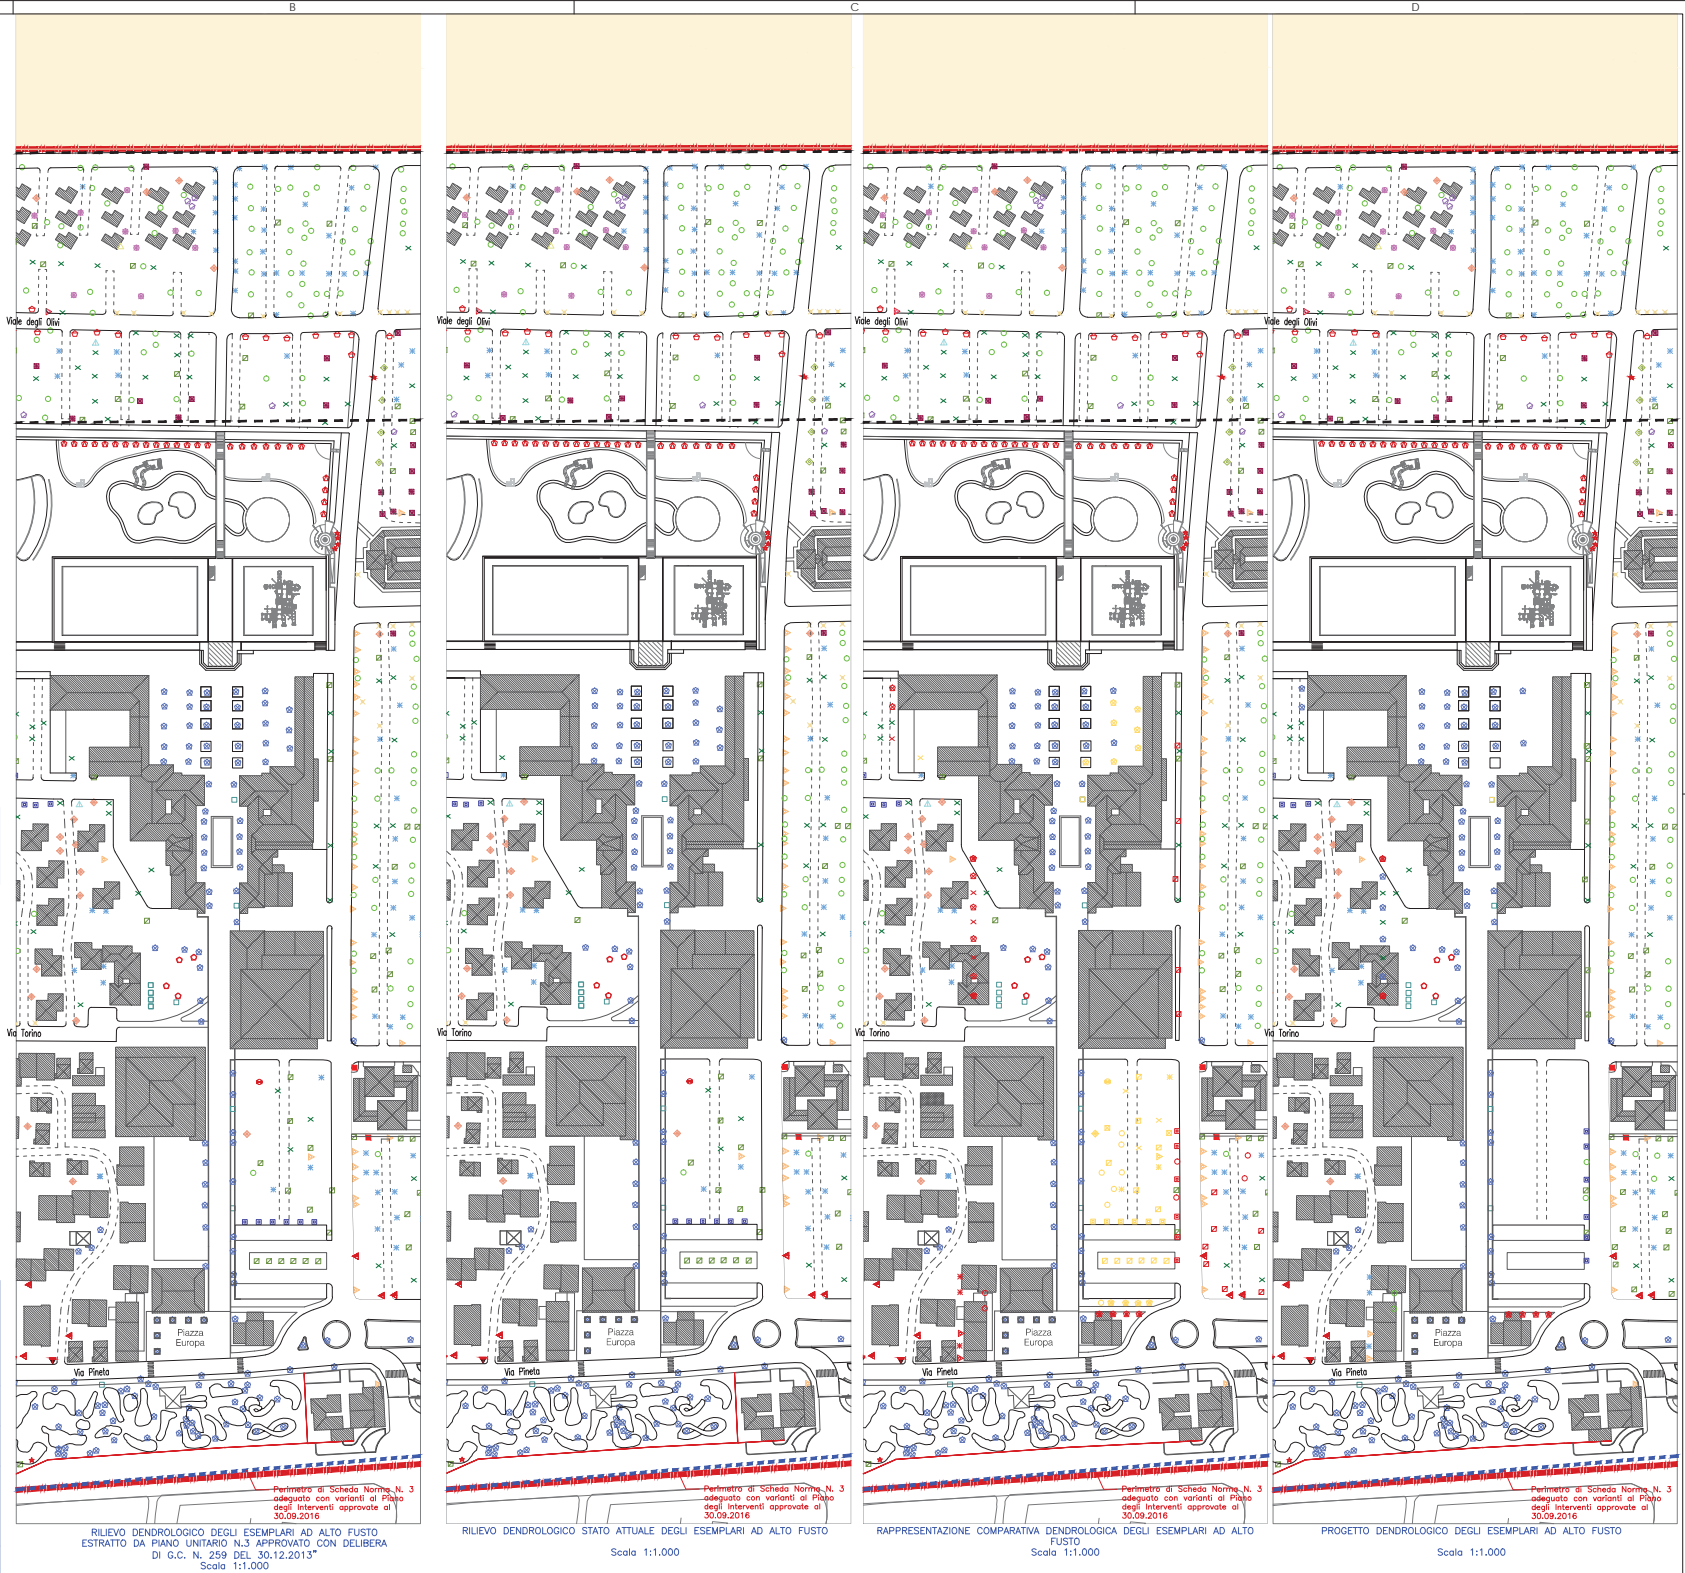 B
C
D
Viale degli Olivi
Viale degli Olivi
Viale degli Olivi
Viale degli Olivi
Via Torino
Via Torino
Via Torino
Via Torino
Piazza
Europa
Piazza
Europa
Piazza
Europa
Piazza
Europa
Via Pineta
Via Pineta
Via Pineta
Via Pineta
Perimetro di Scheda Norma N. 3
adeguato con varianti al Piano
degli Interventi approvate al
30.09.2016
Perimetro di Scheda Norma N. 3
adeguato con varianti al Piano
degli Interventi approvate al
30.09.2016
Perimetro di Scheda Norma N. 3
adeguato con varianti al Piano
degli Interventi approvate al
30.09.2016
Perimetro di Scheda Norma N. 3
adeguato con varianti al Piano
degli Interventi approvate al
30.09.2016
RILIEVO DENDROLOGICO DEGLI ESEMPLARI AD ALTO FUSTO
ESTRATTO DA PIANO UNITARIO N.3 APPROVATO CON DELIBERA
DI G.C. N. 259 DEL 30.12.2013"
Scala 1:1.000
RILIEVO DENDROLOGICO STATO ATTUALE DEGLI ESEMPLARI AD ALTO FUSTO
Scala 1:1.000
RAPPRESENTAZIONE COMPARATIVA DENDROLOGICA DEGLI ESEMPLARI AD ALTO
FUSTO
Scala 1:1.000
PROGETTO DENDROLOGICO DEGLI ESEMPLARI AD ALTO FUSTO
Scala 1:1.000